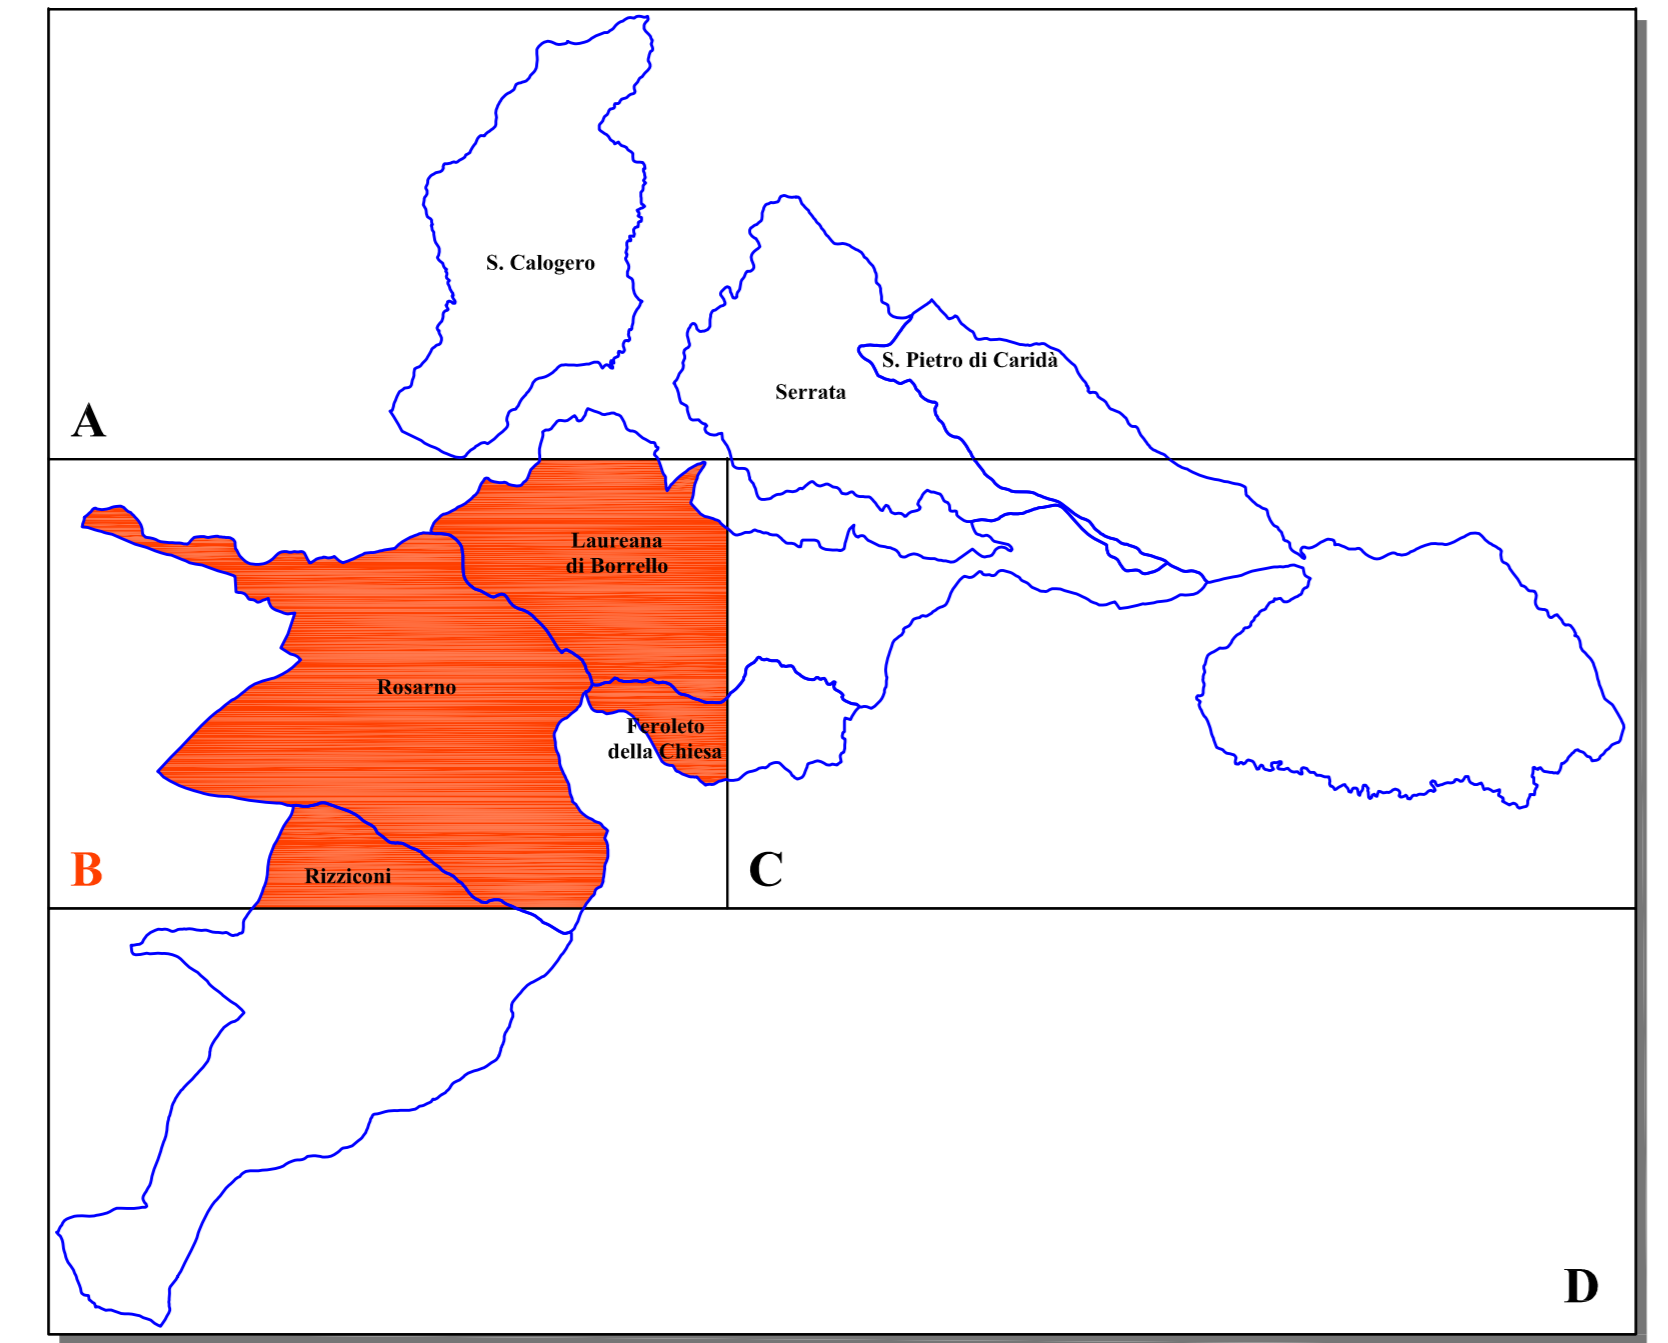 S. Calogero
S. Pietro di Caridà
Serrata
A
Laureana
di Borrello
Rosarno
Feroleto
della Chiesa
B
Rizziconi
C
D